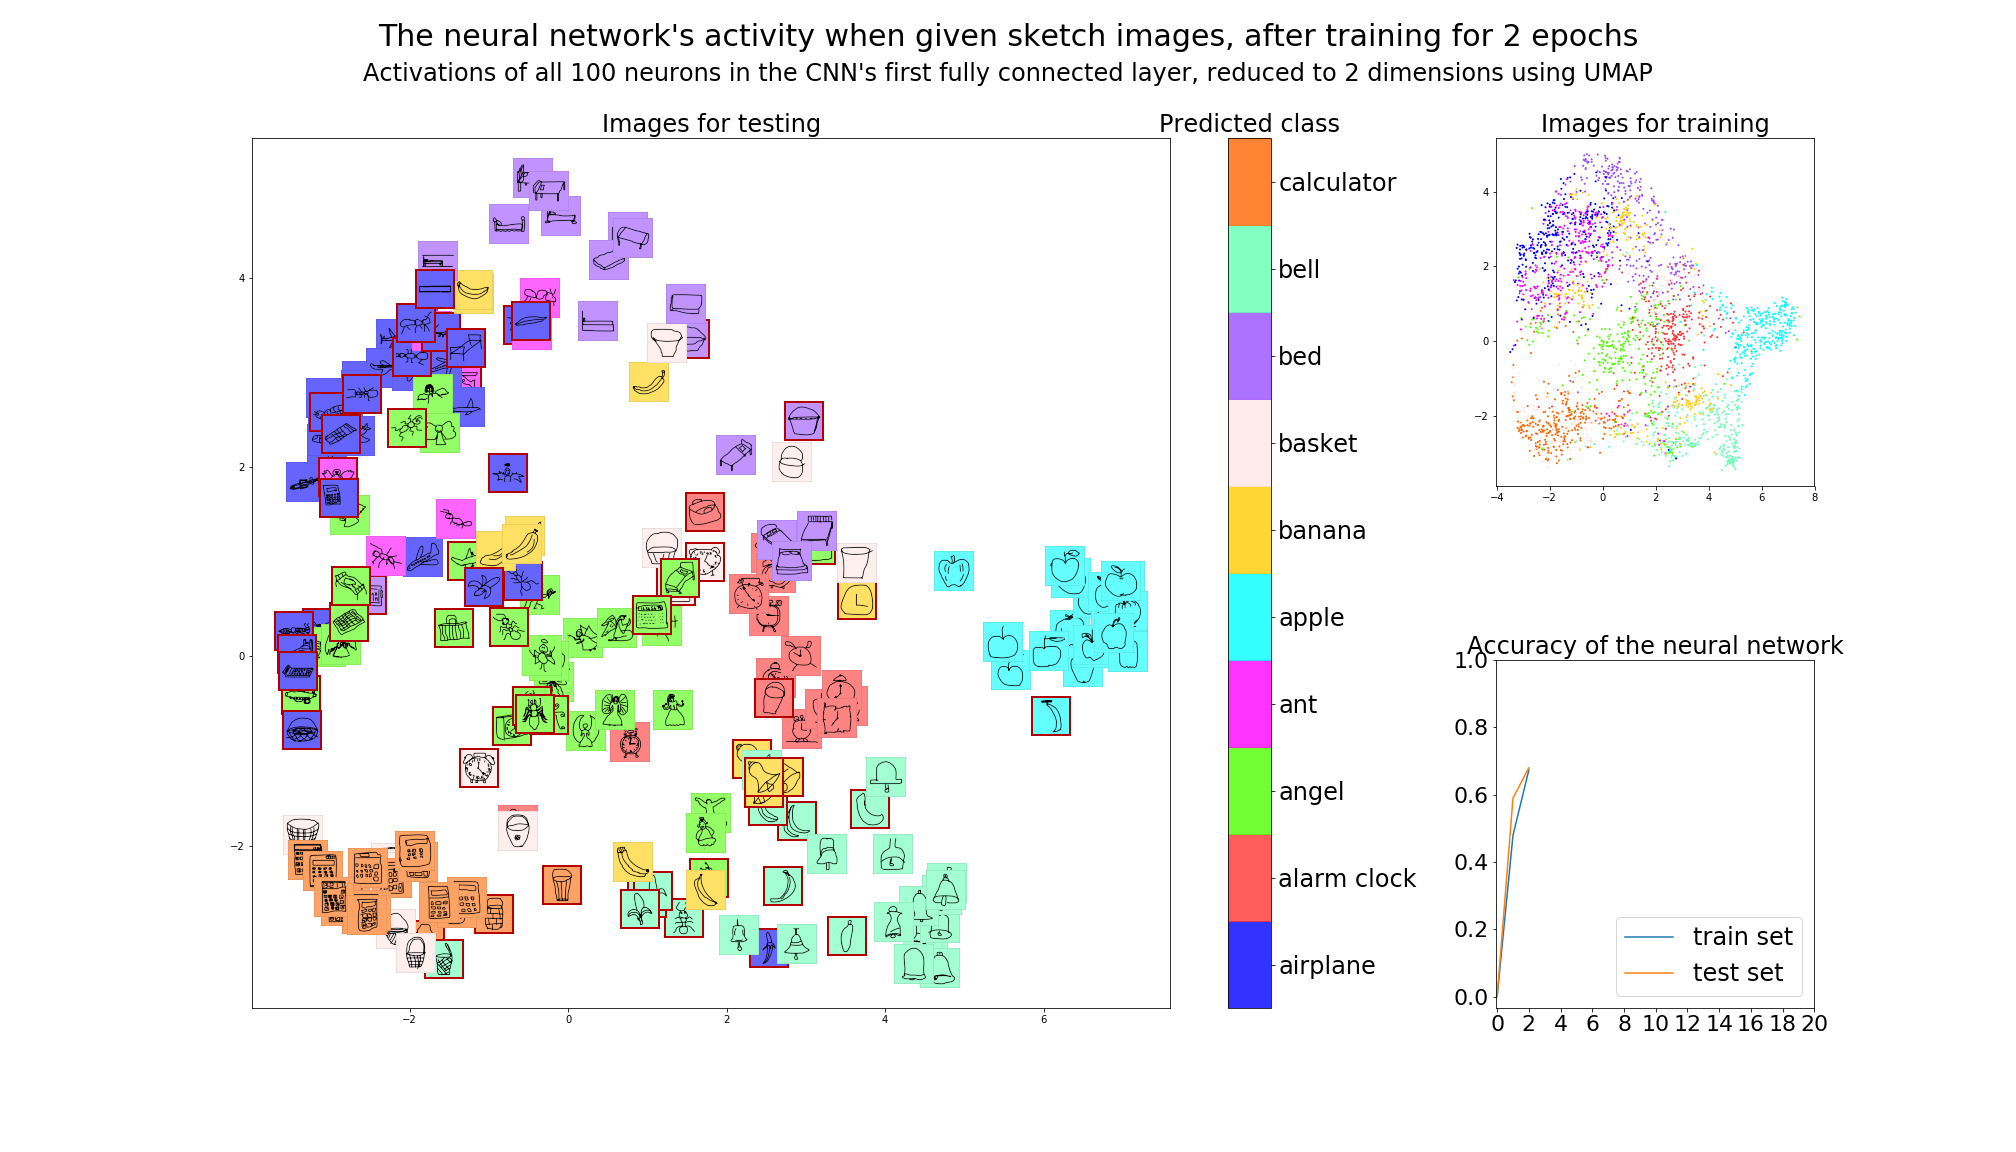 The neural network's activity when given sketch images, after training for 2 epochs
Activations of all 100 neurons in the CNN's first fully connected layer, reduced to 2 dimensions using UMAP
Images for testing
4
2
0
−2
−2
0
2
4
6
Predicted class
calculator
bell
bed
basket
banana
apple
ant
angel
alarm clock
airplane
Images for training
4
2
0
−2
−4
−2
0
2
4
6
8
Accuracy of the neural network
1.0
0.8
0.6
0.4
0.2
0.0
train set
test set
0 2 4 6 8 10 12 14 16 18 20